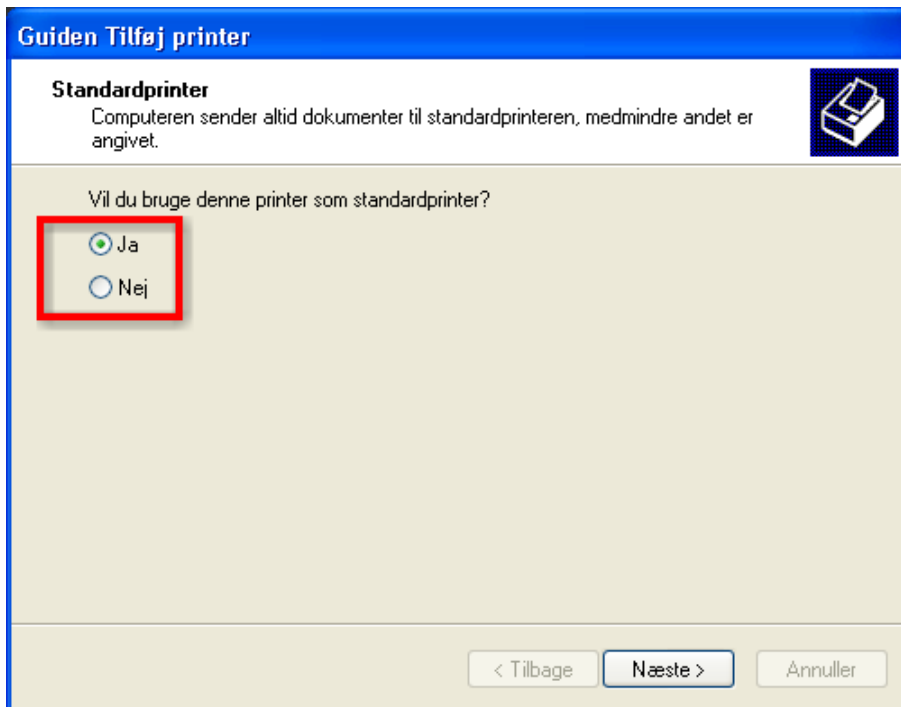 Guiden Tilføj printer
Standardprinter
Computeren sender altid dokumenter til standardprinteren, medmindre andet er
angivet.
Vil du bruge denne printer som standardprinter?
Ja
Nej
< Tilbage
Næste >
Annuller